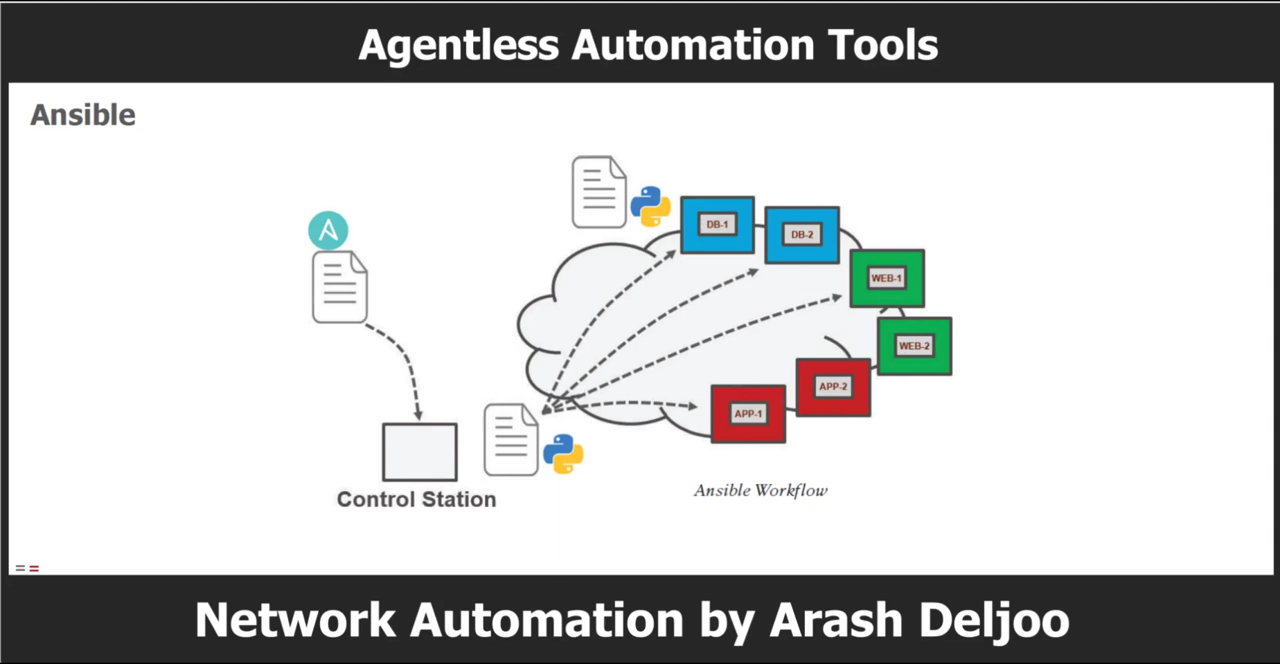 Agentless Automation Tools
Ansible
DB-1
DB-2
WEB-1
WEB-2
APP-2
APP-1
Control Station
Ansible Workflow
Network Automation by Arash Deljoo